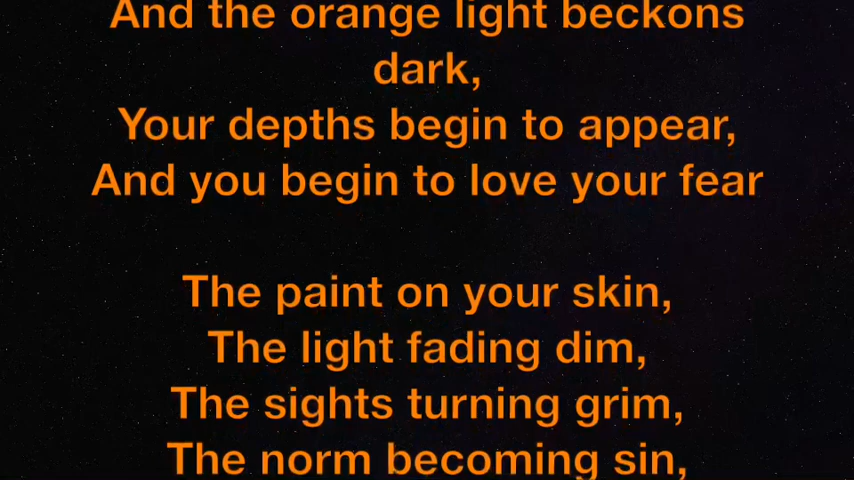 And the orange light beckons
dark,
Your depths begin to appear,
And you begin to love your fear
The paint on your skin,
The light fading dim,
The sights turning grim,
The norm becoming sin,